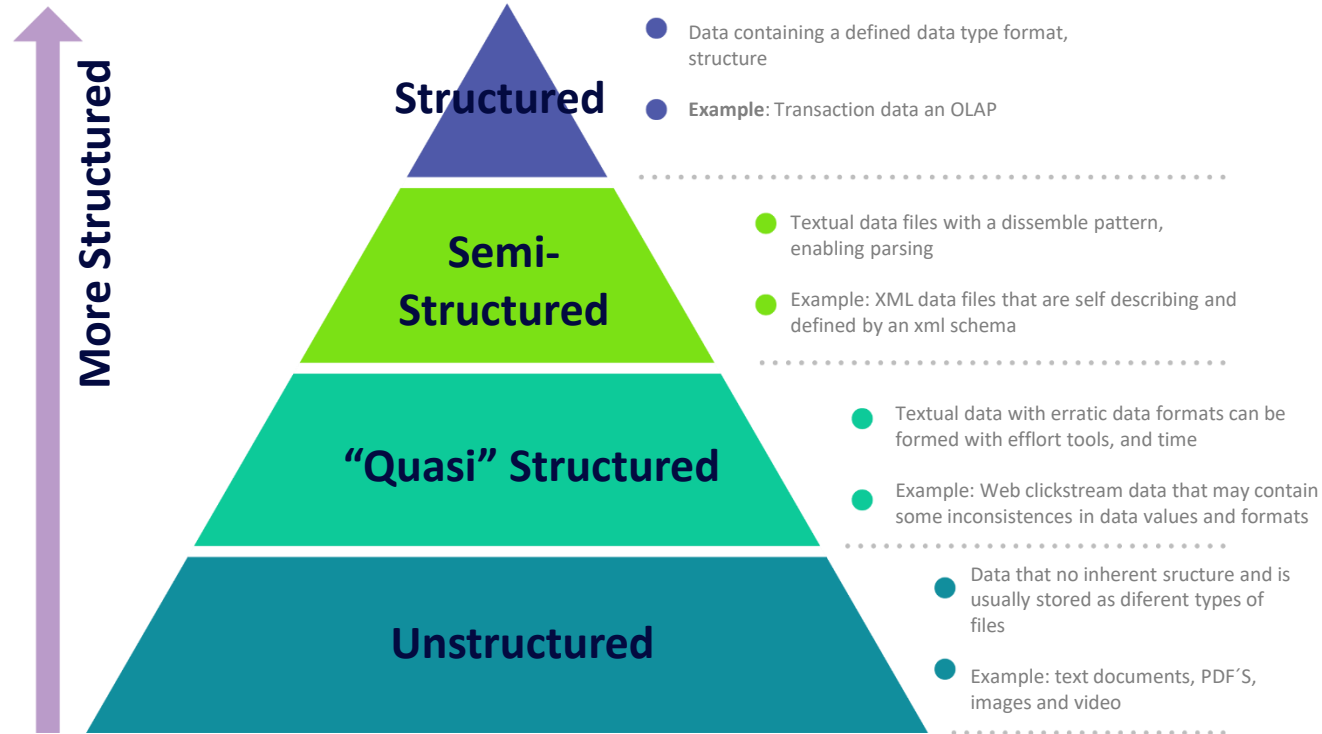 More Structured
Structured
Data containing a defined data type format,
structure
Example: Transaction data an OLAP
Semi-
Structured
Textual data files with a dissemble pattern,
enabling parsing
Example: XML data files that are self describing and
defined by an xml schema
“Quasi” Structured
Textual data with erratic data formats can be
formed with efflort tools, and time
Example: Web clickstream data that may contain
some inconsistences in data values and formats
Unstructured
Data that no inherent sructure and is
usually stored as diferent types of
files
Example: text documents, PDF´S,
images and video